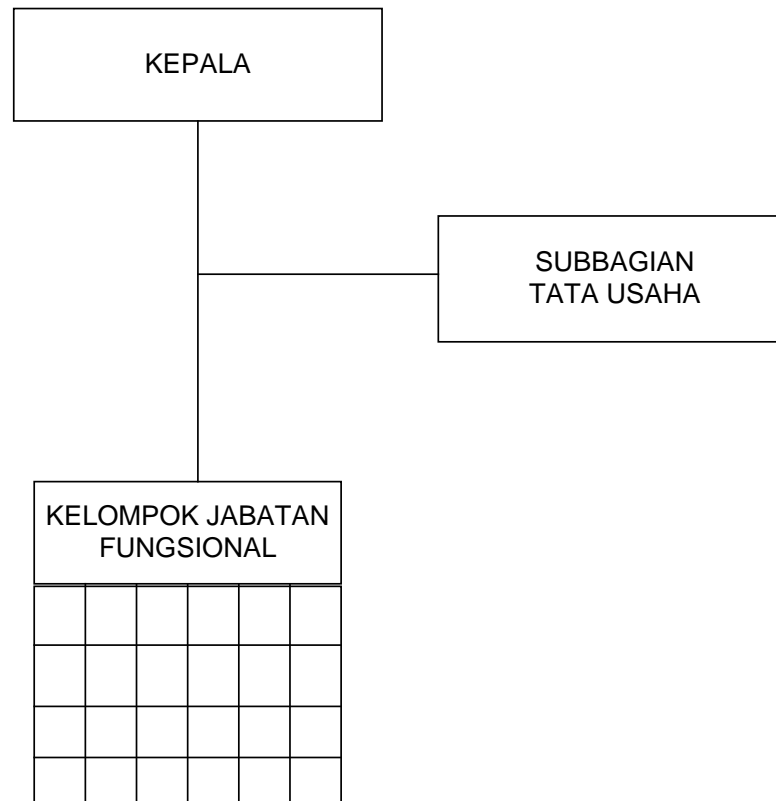 KEPALA
SUBBAGIAN
TATA USAHA
KELOMPOK JABATAN
FUNGSIONAL